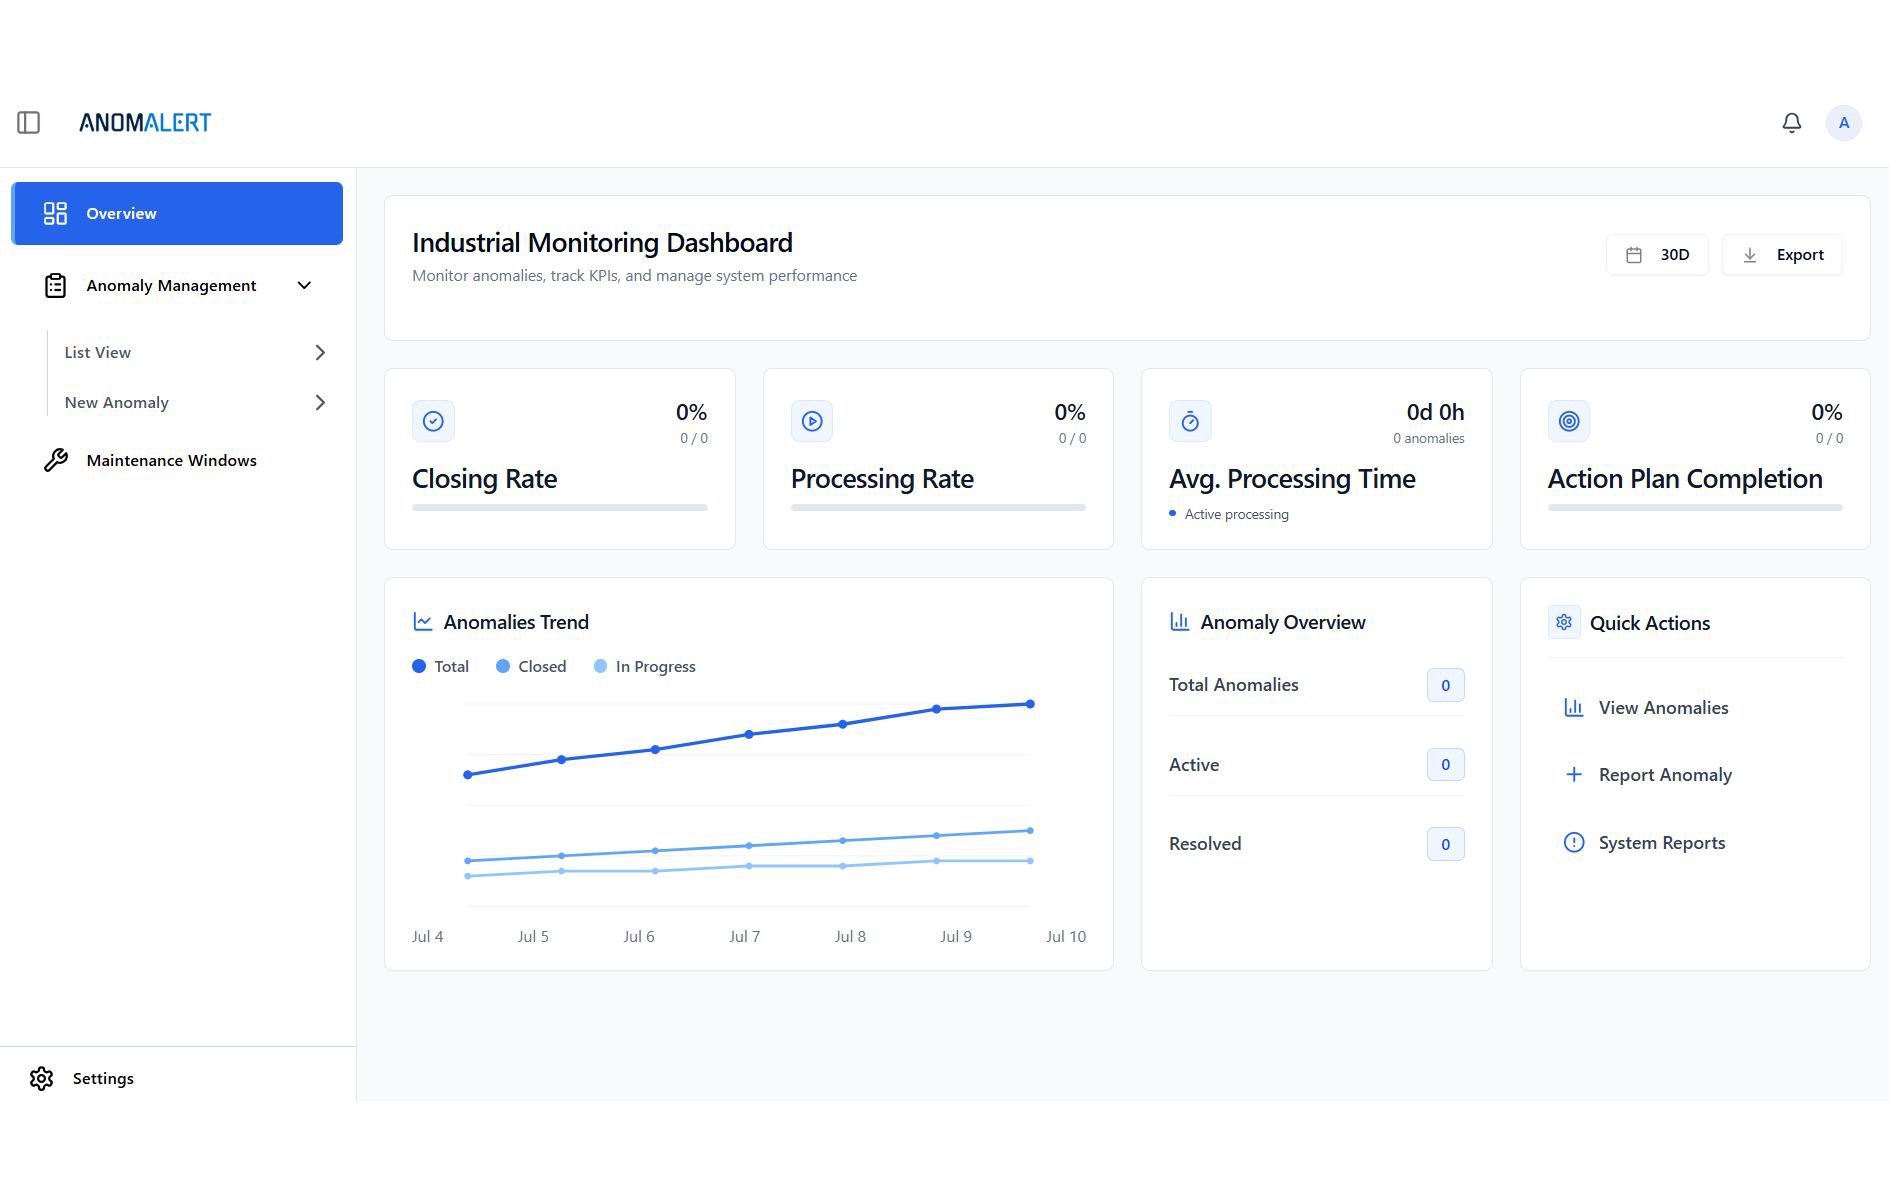 ANOMALERT
A
Overview
Anomaly Management
List View
New Anomaly
Maintenance Windows
Settings
Industrial Monitoring Dashboard
Monitor anomalies, track KPIs, and manage system performance
30D
Export
0%
0 / 0
Closing Rate
0%
0 / 0
Processing Rate
0d 0h
0 anomalies
Avg. Processing Time
Active processing
0%
0 / 0
Action Plan Completion
Anomalies Trend
Total Closed In Progress
Jul 4 Jul 5 Jul 6 Jul 7 Jul 8 Jul 9 Jul 10
Anomaly Overview
Total Anomalies 0
Active 0
Resolved 0
Quick Actions
View Anomalies
Report Anomaly
System Reports